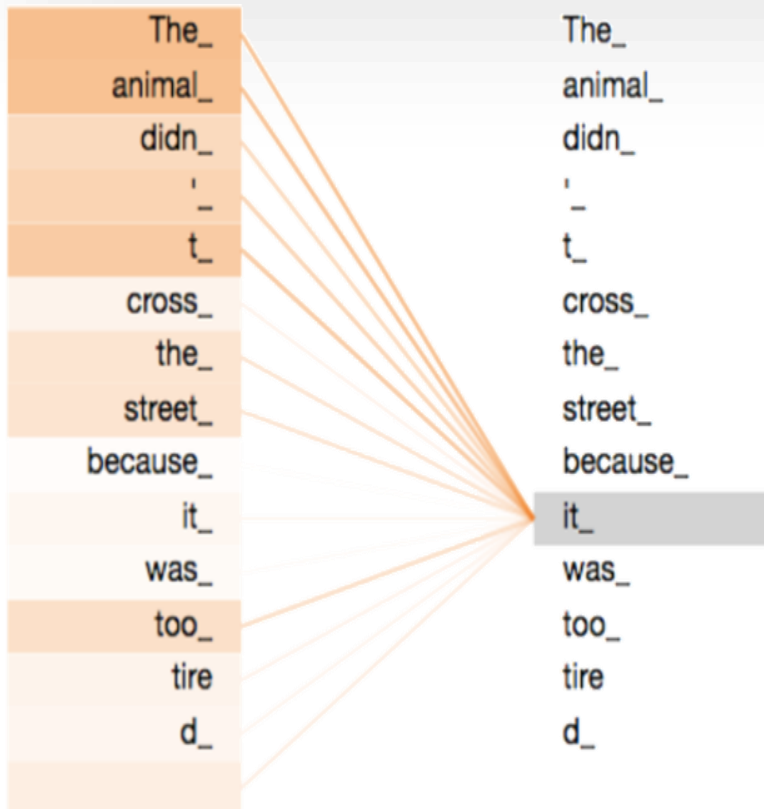 The_
animal_
didn_
'_
t_
cross_
the_
street_
because_
it_
was_
too_
tire
d_
The_
animal_
didn_
'_
t_
cross_
the_
street_
because_
it_
was_
too_
tire
d_